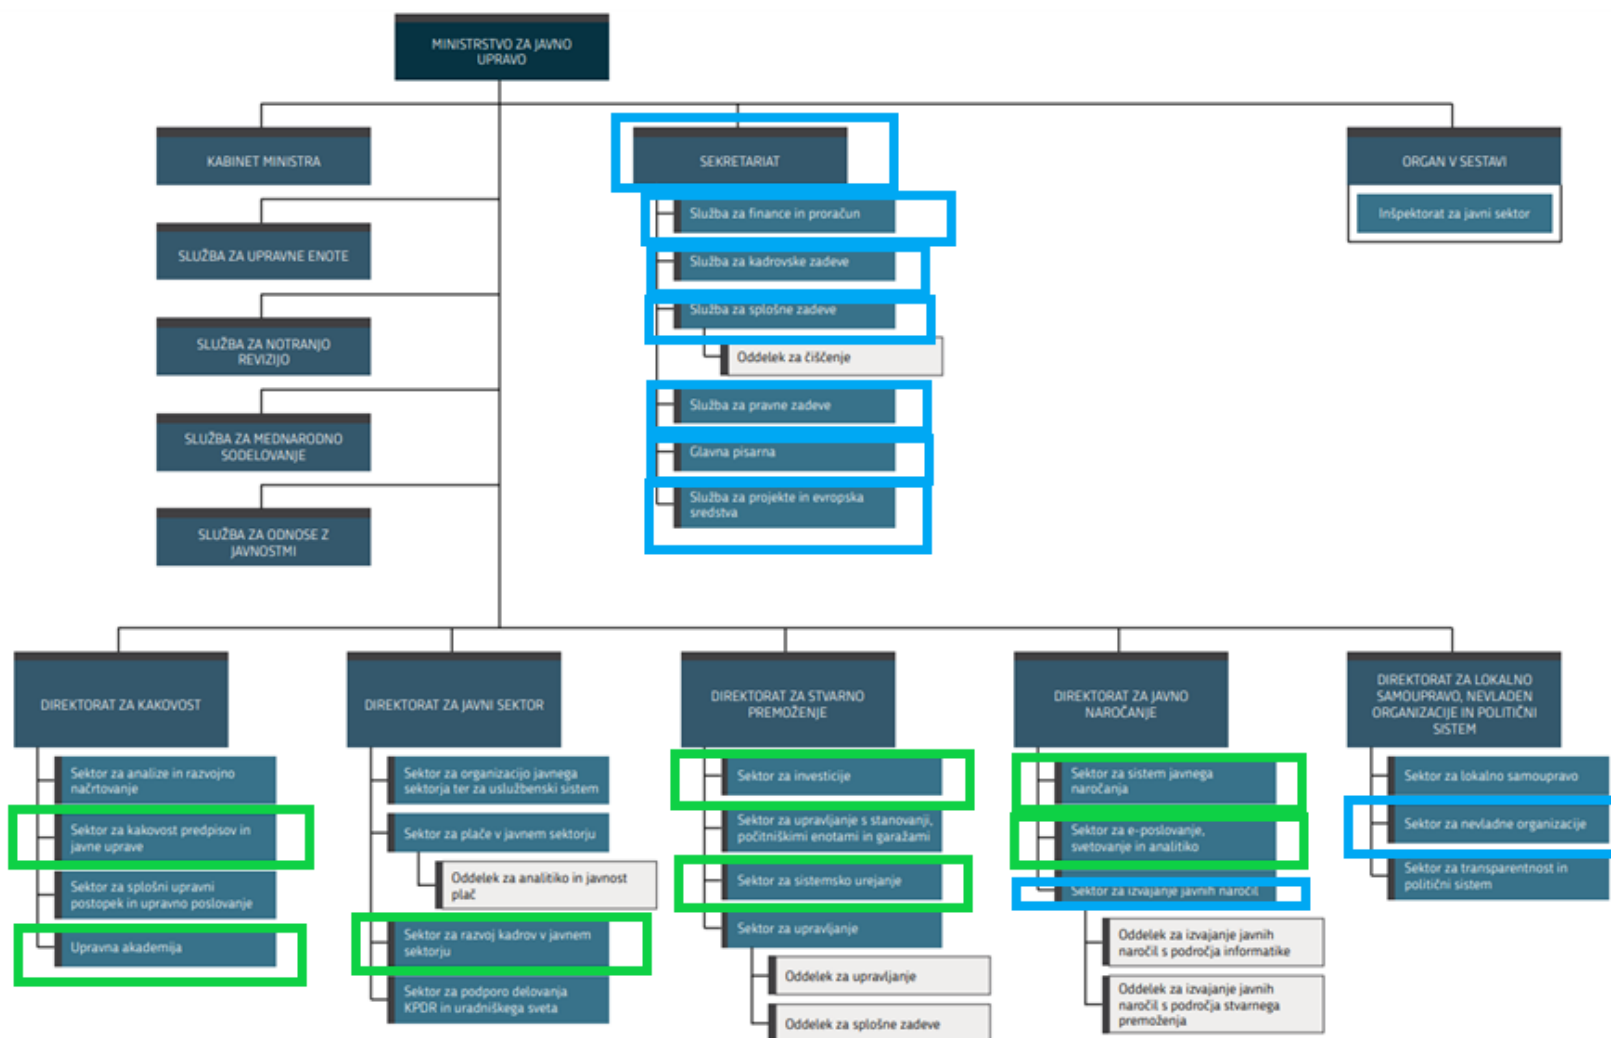 MINISTRSTVO ZA JAVNO
UPRAVO
KABINET MINISTRA
SEKRETARIAT
ORGAN V SESTAVI
Služba za finance in proračun
Inšpektorat za javni sektor
SLUŽBA ZA UPRAVNE ENOTE
Služba za kadrovske zadeve
Služba za splošne zadeve
Oddelek za čiščenje
SLUŽBA ZA NOTRANJO
REVIZIJO
Služba za pravne zadeve
SLUŽBA ZA MEDNARODNO
SODELOVANJE
Glavna pisarna
Služba za projekte in evropska
sredstva
SLUŽBA ZA ODNOSE Z
JAVNOSTMI
DIREKTORAT ZA KAKOVOST
Sektor za analize in razvojno
načrtovanje
Sektor za kakovost predpisov in
javne uprave
Sektor za splošni upravni
postopek in upravno poslovanje
Upravna akademija
DIREKTORAT ZA JAVNI SEKTOR
Sektor za organizacijo javnega
sektorja ter za uslužbenski sistem
Sektor za plače v javnem sektorju
Oddelek za analitiko in javnost
plač
Sektor za razvoj kadrov v javnem
sektorju
Sektor za podporo delovanja
KPDR in uradniškega sveta
DIREKTORAT ZA STVARNO
PREMOŽENJE
Sektor za investicije
Sektor za upravljanje s stanovanji,
počitniškimi enotami in garažami
Sektor za sistemsko urejanje
Sektor za upravljanje
Oddelek za upravljanje
Oddelek za splošne zadeve
DIREKTORAT ZA JAVNO
NAROČANJE
Sektor za sistem javnega
naročanja
Sektor za e-poslovanje,
svetovanje in analitiko
Sektor za izvajanje javnih naročil
Oddelek za izvajanje javnih
naročil s področja informatike
Oddelek za izvajanje javnih
naročil s področja stvarnega
premoženja
DIREKTORAT ZA LOKALNO
SAMOUPRAVO, NEVLADEN
ORGANIZACIJE IN POLITIČNI
SISTEM
Sektor za lokalno samoupravo
Sektor za nevladne organizacije
Sektor za transparentnost in
politični sistem